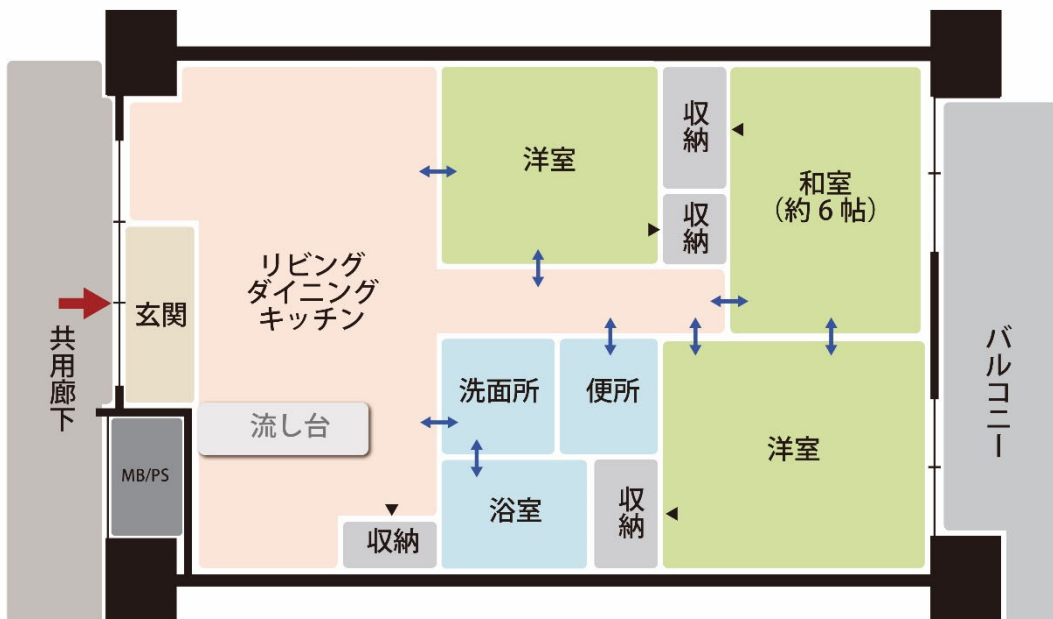 共用廊下
玄関
MB/PS
リビング
ダイニング
キッチン
流し台
収納
洋室
収納
収納
和室
(約6帖)
洗面所
便所
浴室
収納
洋室
バルコニー